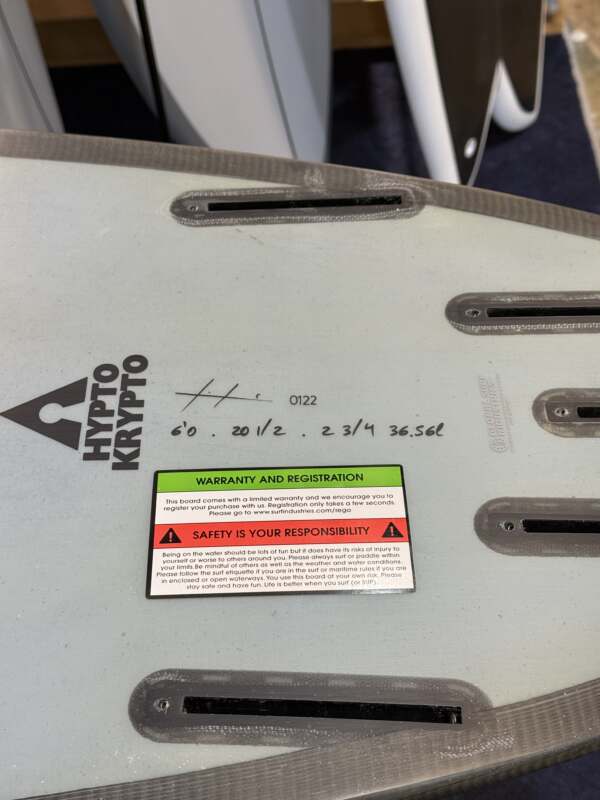 HYPTO
KRYPTO
0122
6'0 . 20 1/2 . 2 3/4 36.56l
WARRANTY AND REGISTRATION
This board comes with a limited warranty and we encourage you to
register your purchase with us. Registration only takes a few seconds.
Please go to www.surfindustries.com/rego
SAFETY IS YOUR RESPONSIBILITY
Being on the water should be lots of fun but it does have its risks of injury to
yourself or worse to others around you. Please always surf or paddle within
your limits. Be mindful of others as well as the weather and water conditions.
Please follow the surf etiquette if you are in the surf or maritime rules if you are
in enclosed or open waterways. You use this board at your own risk. Please
stay safe and have fun. Life is better when you surf (or SUP).